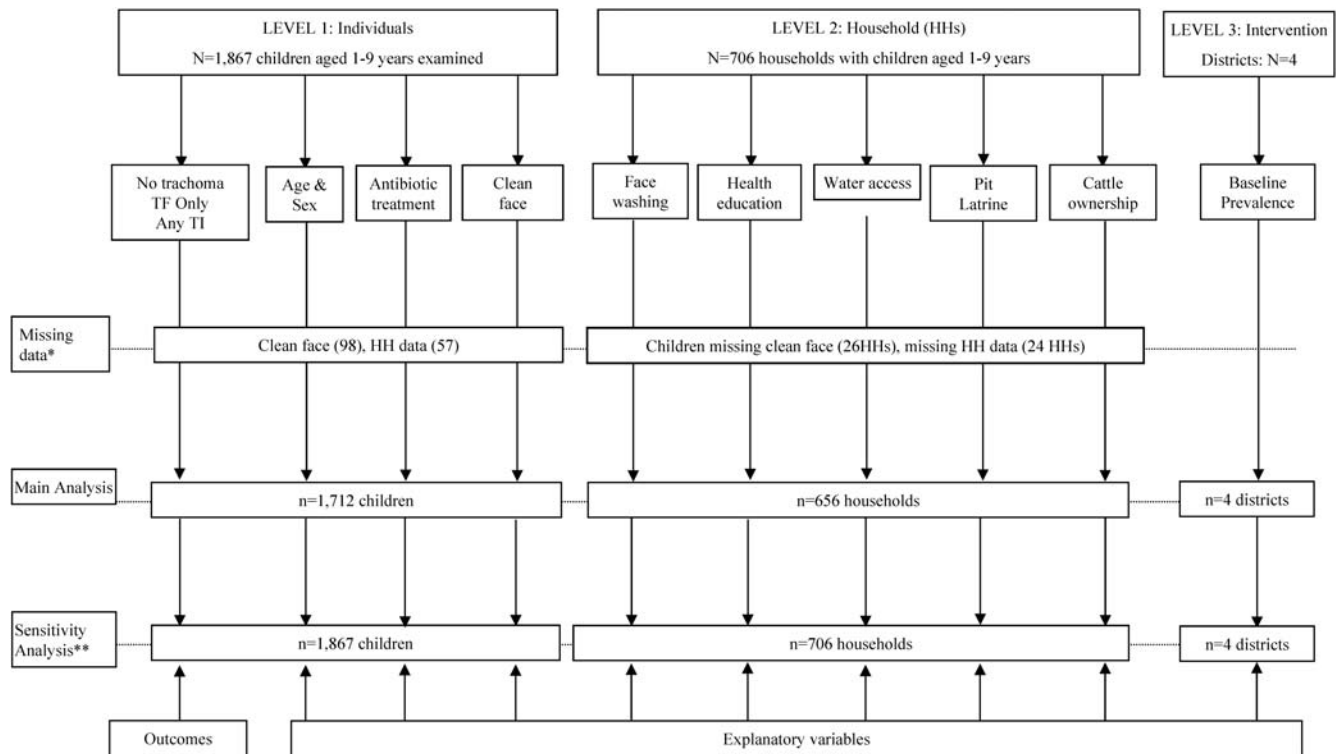 LEVEL 1: Individuals
N=1,867 children aged 1-9 years examined
LEVEL 2: Household (HHs)
N=706 households with children aged 1-9 years
LEVEL 3: Intervention
Districts: N=4
No trachoma
TF Only
Any TI
Age &
Sex
Antibiotic
treatment
Clean
face
Face
washing
Health
education
Water access
Pit
Latrine
Cattle
ownership
Baseline
Prevalence
Missing
data*
Clean face (98), HH data (57)
Children missing clean face (26HHs), missing HH data (24 HHs)
Main Analysis
n=1,712 children
n=656 households
n=4 districts
Sensitivity
Analysis**
n=1,867 children
n=706 households
n=4 districts
Outcomes
Explanatory variables